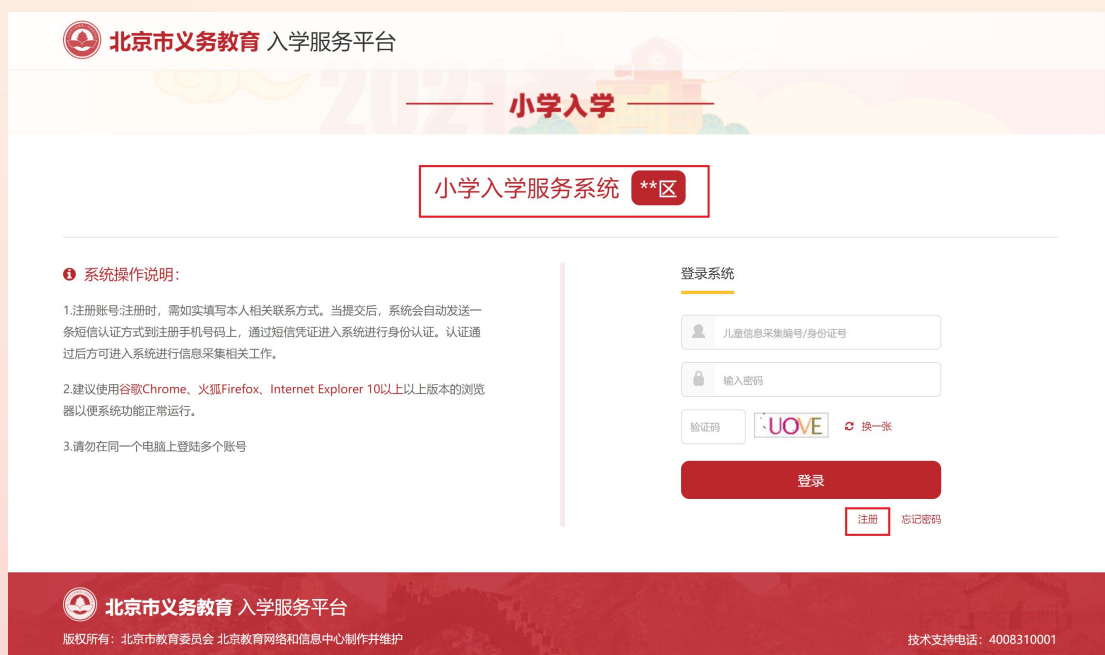 北京市义务教育 入学服务平台
2021
小学入学
小学入学服务系统 **区
系统操作说明：
1.注册账号:注册时，需如实填写本人相关联系方式。当提交后，系统会自动发送一
条短信认证方式到注册手机号码上，通过短信凭证进入系统进行身份认证。认证通
过后方可进入系统进行信息采集相关工作。
2.建议使用谷歌Chrome、火狐Firefox、Internet Explorer 10以上以上版本的浏览
器以便系统功能正常运行。
3.请勿在同一个电脑上登陆多个账号
登录系统
儿童信息采集编号/身份证号
输入密码
验证码 UOVE 换一张
登录
注册 忘记密码
北京市义务教育 入学服务平台
版权所有：北京市教育委员会 北京教育网络和信息中心制作并维护
技术支持电话：4008310001